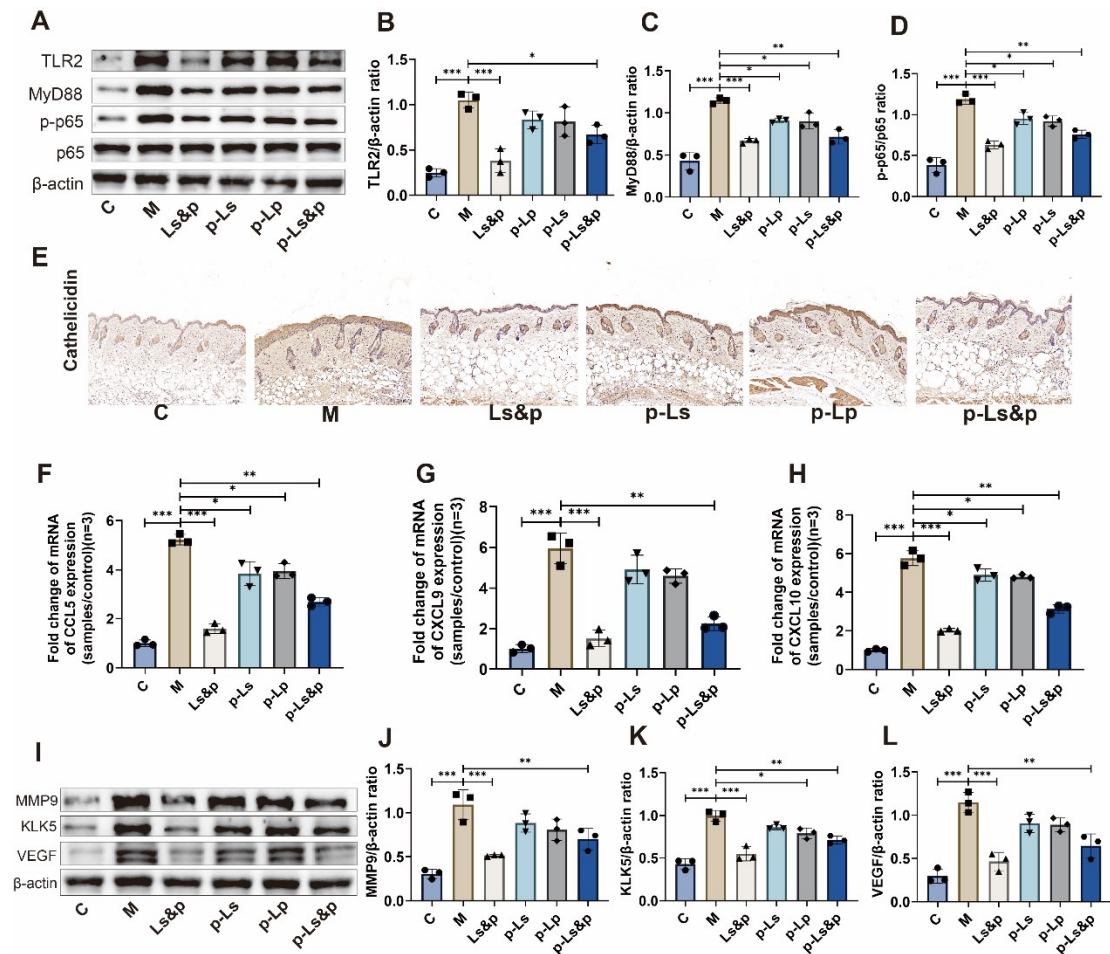 A
TLR2
MyD88
p-p65
p65
β-actin
C M Ls&p p-Ls p-Lp p-Ls&p
B
TLR2/β-actin ratio
1.5
1.0
0.5
0.0
*
*** ***
C M Ls&p p-Lp p-Ls p-Ls&p
C
MyD88/β-actin ratio
1.5
1.0
0.5
0.0
**
*
*
*** ***
C M Ls&p p-Lp p-Ls p-Ls&p
D
p-p65/p65 ratio
1.5
1.0
0.5
0.0
**
*
*
*** ***
C M Ls&p p-Lp p-Ls p-Ls&p
E
Cathelicidin
C M Ls&p p-Ls p-Lp p-Ls&p
F
Fold change of mRNA
of CCL5 expression
(samples/control)(n=3)
6
4
2
0
**
*
*
*** ***
C M Ls&p p-Ls p-Lp p-Ls&p
G
Fold change of mRNA
of CXCL9 expression
(samples/control)(n=3)
8
6
4
2
0
**
*** ***
C M Ls&p p-Ls p-Lp p-Ls&p
H
Fold change of mRNA
of CXCL10 expression
(samples/control)(n=3)
8
6
4
2
0
**
*
*
*** ***
C M Ls&p p-Ls p-Lp p-Ls&p
I
MMP9
KLK5
VEGF
β-actin
C M Ls&p p-Ls p-Lp p-Ls&p
J
MMP9/β-actin ratio
1.5
1.0
0.5
0.0
**
*** ***
C M Ls&p p-Ls p-Lp p-Ls&p
K
KLK5/β-actin ratio
1.5
1.0
0.5
0.0
**
*
*** ***
C M Ls&p p-Ls p-Lp p-Ls&p
L
VEGF/β-actin ratio
1.5
1.0
0.5
0.0
**
*** ***
C M Ls&p p-Ls p-Lp p-Ls&p